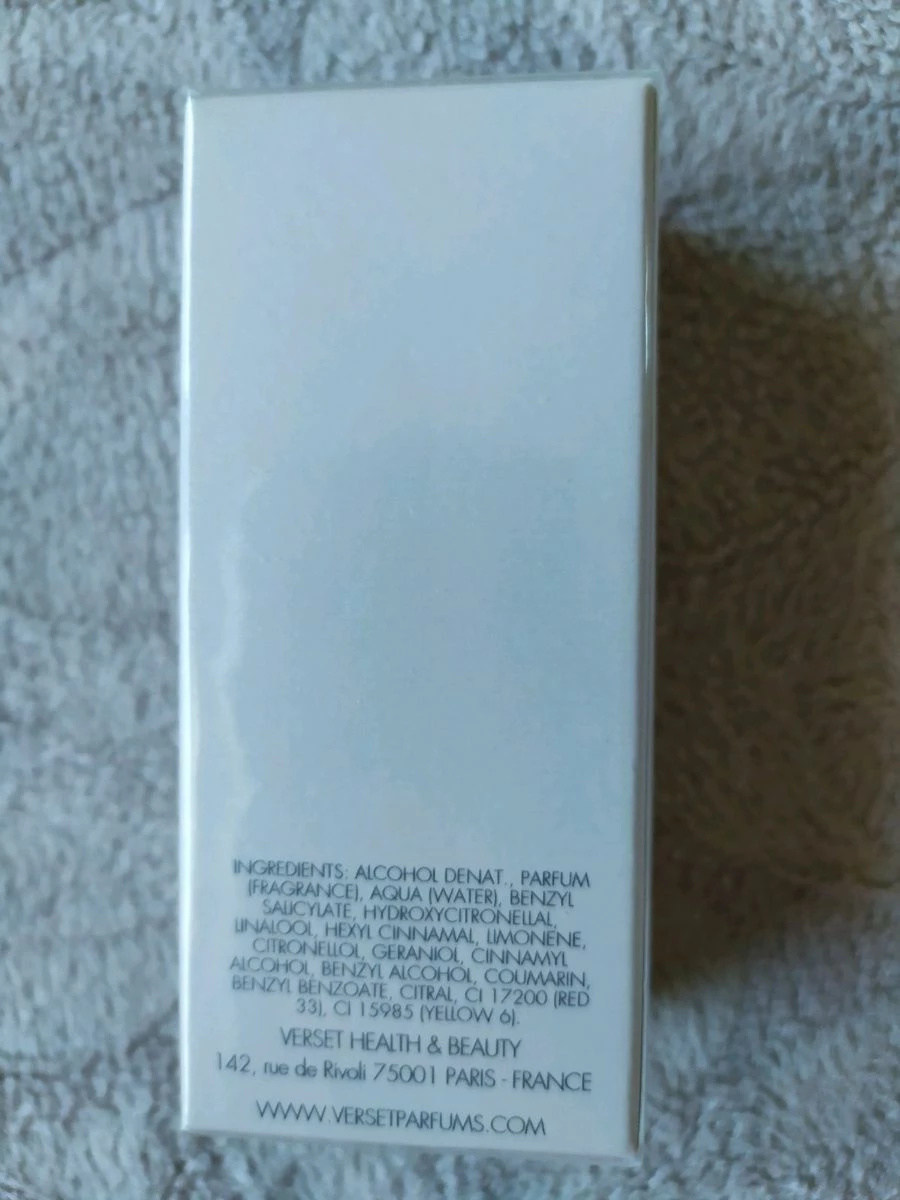 INGREDIENTS: ALCOHOL DENAT., PARFUM
(FRAGRANCE), AQUA (WATER), BENZYL
SALICYLATE, HYDROXYCITRONELLAL,
LINALOOL, HEXYL CINNAMAL, LIMONENE,
CITRONELLOL, GERANIOL, CINNAMYL
ALCOHOL, BENZYL ALCOHOL, COUMARIN,
BENZYL BENZOATE, CITRAL, CI 17200 (RED
33), CI 15985 (YELLOW 6).
VERSET HEALTH & BEAUTY
142, rue de Rivoli 75001 PARIS - FRANCE
WWW.VERSETPARFUMS.COM